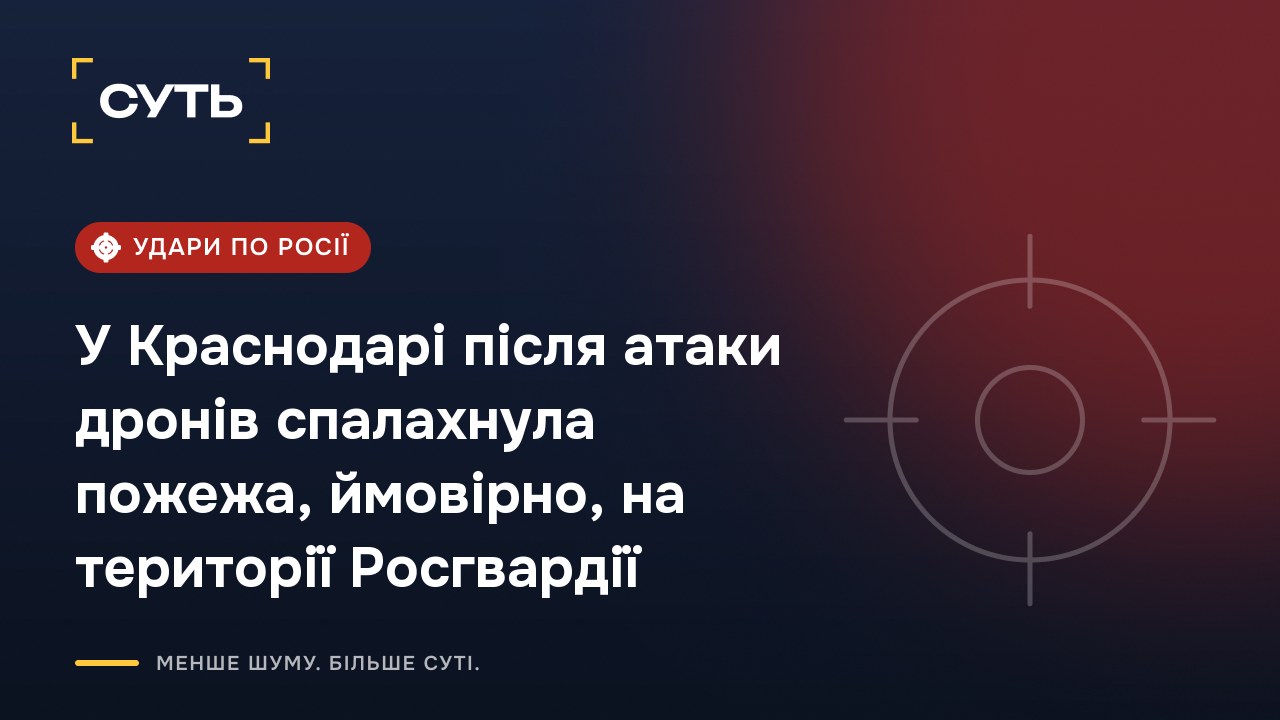 СУТЬ
УДАРИ ПО РОСІЇ
У Краснодарі після атаки
дронів спалахнула
пожежа, ймовірно, на
території Росгвардії
МЕНШЕ ШУМУ. БІЛЬШЕ СУТІ.